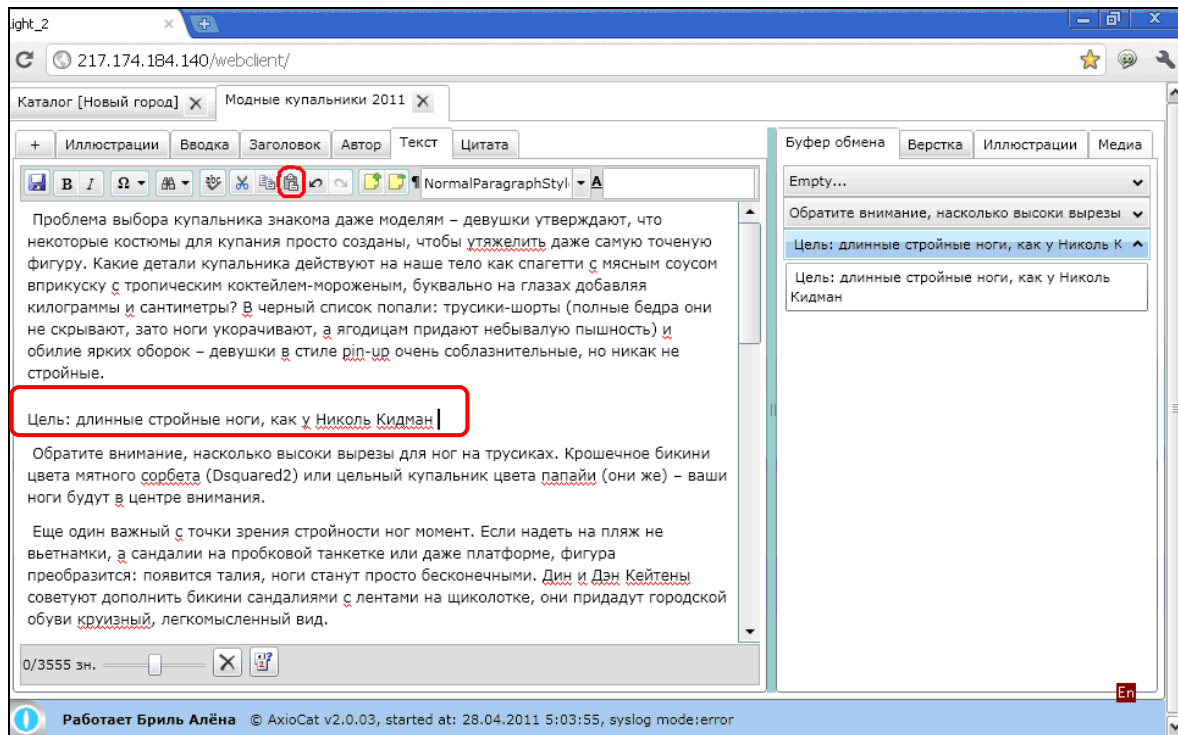 ight_2
217.174.184.140/webclient/
Каталог [Новый город]
Модные купальники 2011
+ Иллюстрации Вводка Заголовок Автор Текст Цитата
B I Ω abc ¶ NormalParagraphStyl A
Проблема выбора купальника знакома даже моделям – девушки утверждают, что
некоторые костюмы для купания просто созданы, чтобы утяжелить даже самую точеную
фигуру. Какие детали купальника действуют на наше тело как спагетти с мясным соусом
вприкуску с тропическим коктейлем-мороженым, буквально на глазах добавляя
килограммы и сантиметры? В черный список попали: трусики-шорты (полные бедра они
не скрывают, зато ноги укорачивают, а ягодицам придают небывалую пышность) и
обилие ярких оборок – девушки в стиле pin-up очень соблазнительные, но никак не
стройные.
Цель: длинные стройные ноги, как у Николь Кидман
Обратите внимание, насколько высоки вырезы для ног на трусиках. Крошечное бикини
цвета мятного сорбета (Dsquared2) или цельный купальник цвета папайи (они же) – ваши
ноги будут в центре внимания.
Еще один важный с точки зрения стройности ног момент. Если надеть на пляж не
вьетнамки, а сандалии на пробковой танкетке или даже платформе, фигура
преобразится: появится талия, ноги станут просто бесконечными. Дин и Дэн Кейтены
советуют дополнить бикини сандалиями с лентами на щиколотке, они придадут городской
обуви круизный, легкомысленный вид.
0/3555 зн.
Буфер обмена Верстка Иллюстрации Медиа
Empty...
Обратите внимание, насколько высоки вырезы
Цель: длинные стройные ноги, как у Николь К
Цель: длинные стройные ноги, как у Николь
Кидман
En
Работает Бриль Алёна © AxioCat v2.0.03, started at: 28.04.2011 5:03:55, syslog mode:error